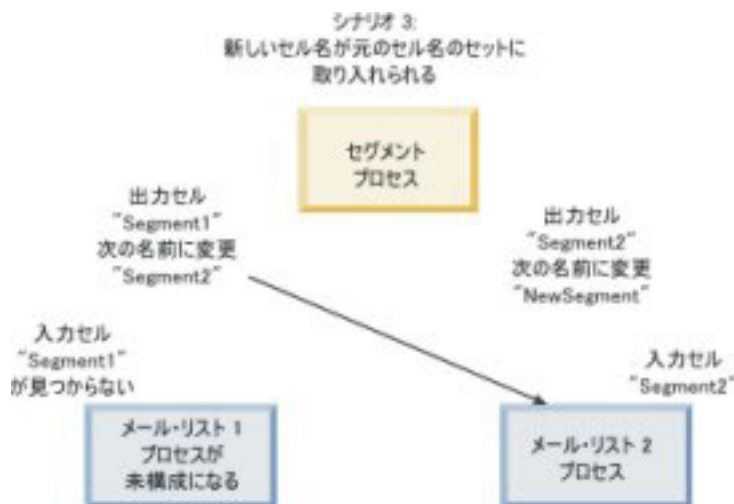 シナリオ 3:
新しいセル名が元のセル名のセットに
取り入れられる
セグメント
プロセス
出力セル
"Segment1"
次の名前に変更
"Segment2"
出力セル
"Segment2"
次の名前に変更
"NewSegment"
入力セル
"Segment1"
が見つからない
入力セル
"Segment2"
メール・リスト 1
プロセスが
未構成になる
メール・リスト 2
プロセス